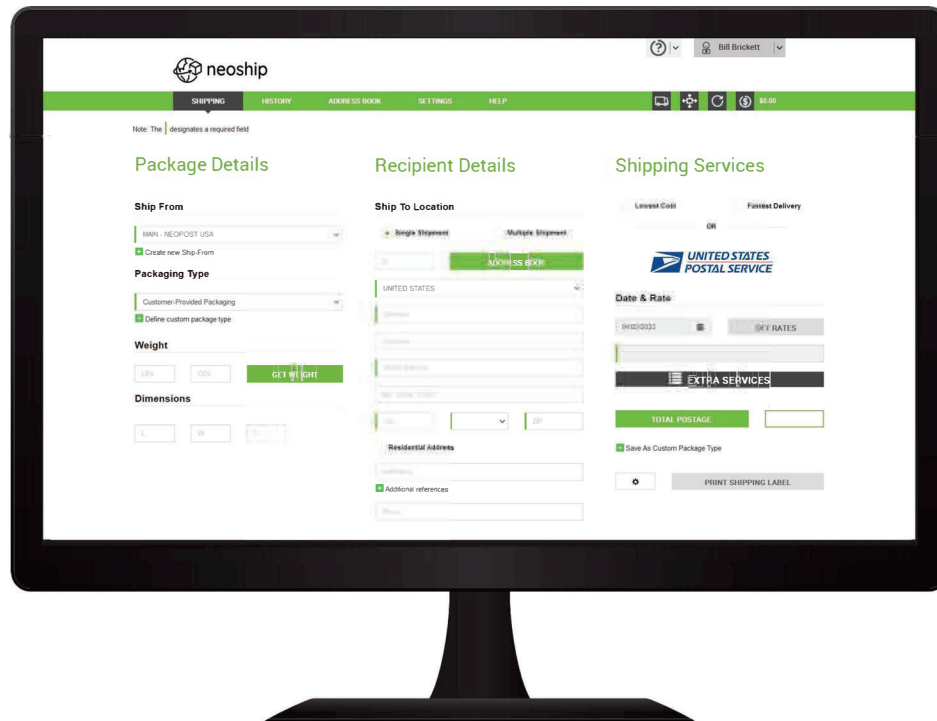 Bill Brickett
neoship
SHIPPING HISTORY ADDRESS BOOK SETTINGS HELP $0.00
Note: The designates a required field
Package Details
Ship From
MAIN - NEOPOST USA
Create new Ship-From
Packaging Type
Customer-Provided Packaging
Define custom package type
Weight
LBs OZs GET WEIGHT
Dimensions
L W
Recipient Details
Ship To Location
Single Shipment Multiple Shipment
ADDRESS BOOK
UNITED STATES
ZIP
Residential Address
Additional references
Phone
Shipping Services
Lowest Cost Fastest Delivery
OR
UNITED STATES
POSTAL SERVICE
Date & Rate
GET RATES
EXTRA SERVICES
TOTAL POSTAGE
Save As Custom Package Type
PRINT SHIPPING LABEL